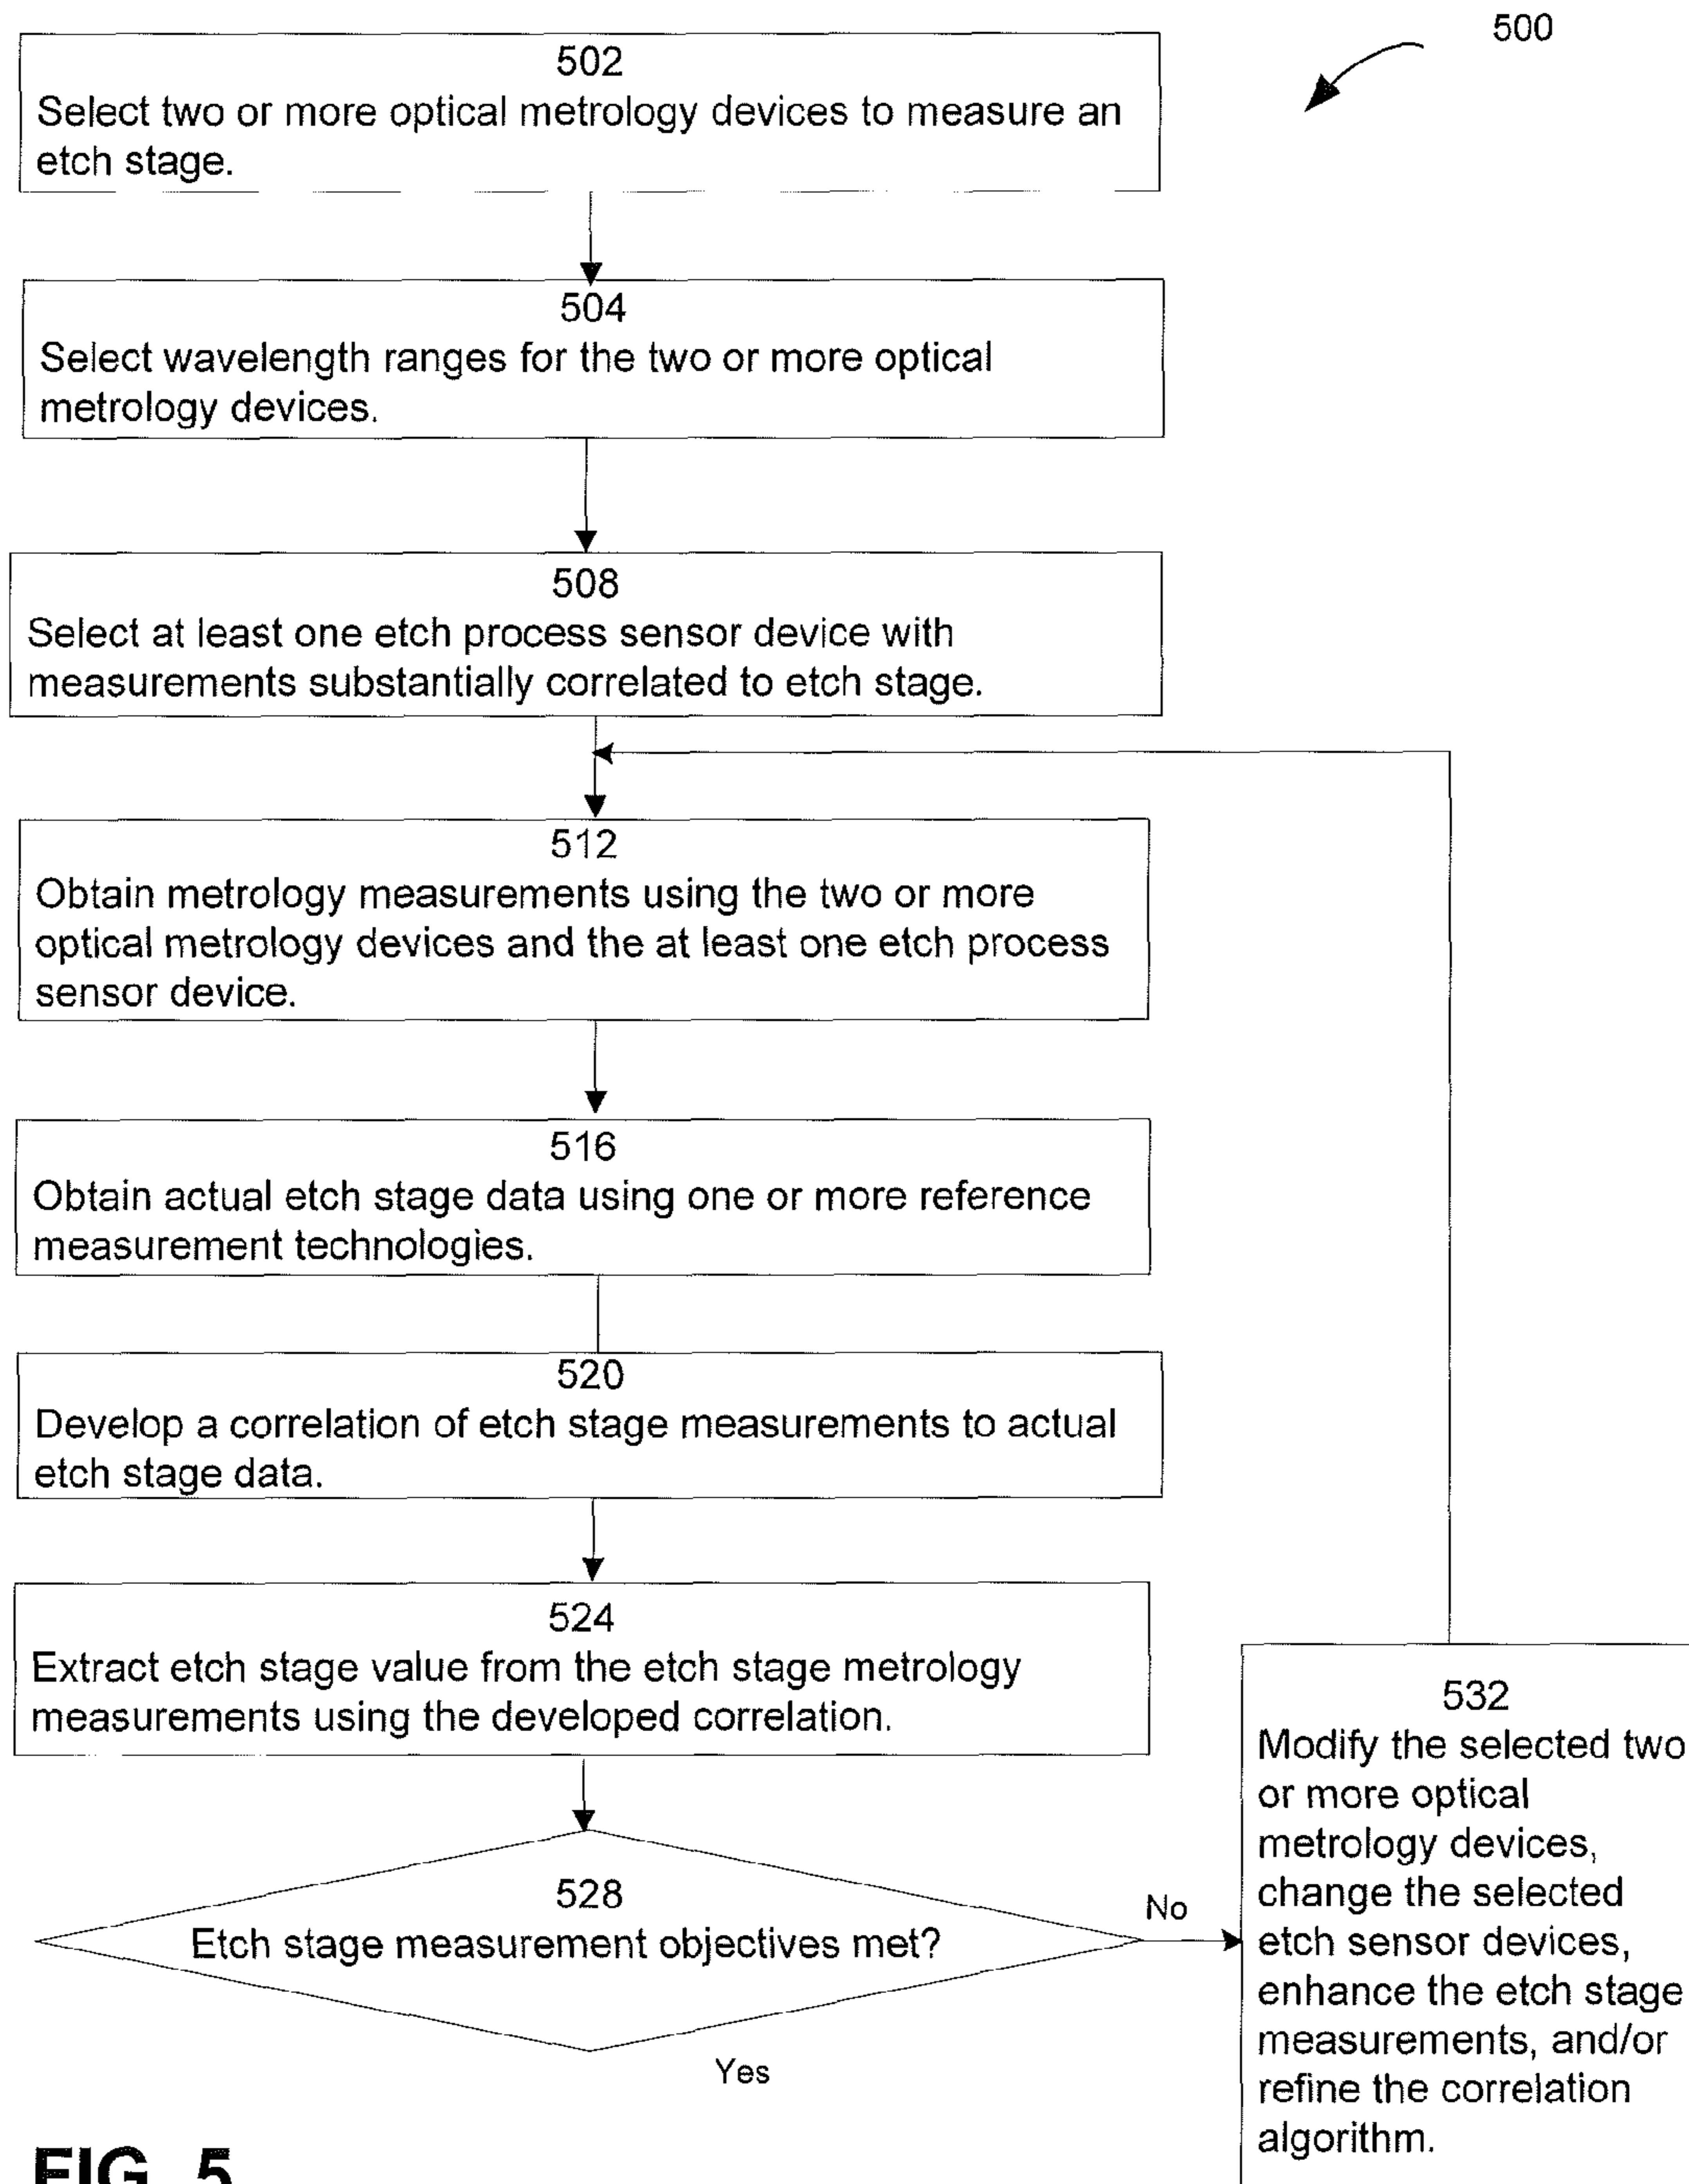 500
502
Select two or more optical metrology devices to measure an
etch stage.
504
Select wavelength ranges for the two or more optical
metrology devices.
508
Select at least one etch process sensor device with
measurements substantially correlated to etch stage.
512
Obtain metrology measurements using the two or more
optical metrology devices and the at least one etch process
sensor device.
516
Obtain actual etch stage data using one or more reference
measurement technologies.
520
Develop a correlation of etch stage measurements to actual
etch stage data.
524
Extract etch stage value from the etch stage metrology
measurements using the developed correlation.
528
Etch stage measurement objectives met?
No
Yes
532
Modify the selected two
or more optical
metrology devices,
change the selected
etch sensor devices,
enhance the etch stage
measurements, and/or
refine the correlation
algorithm.
FIG. 5